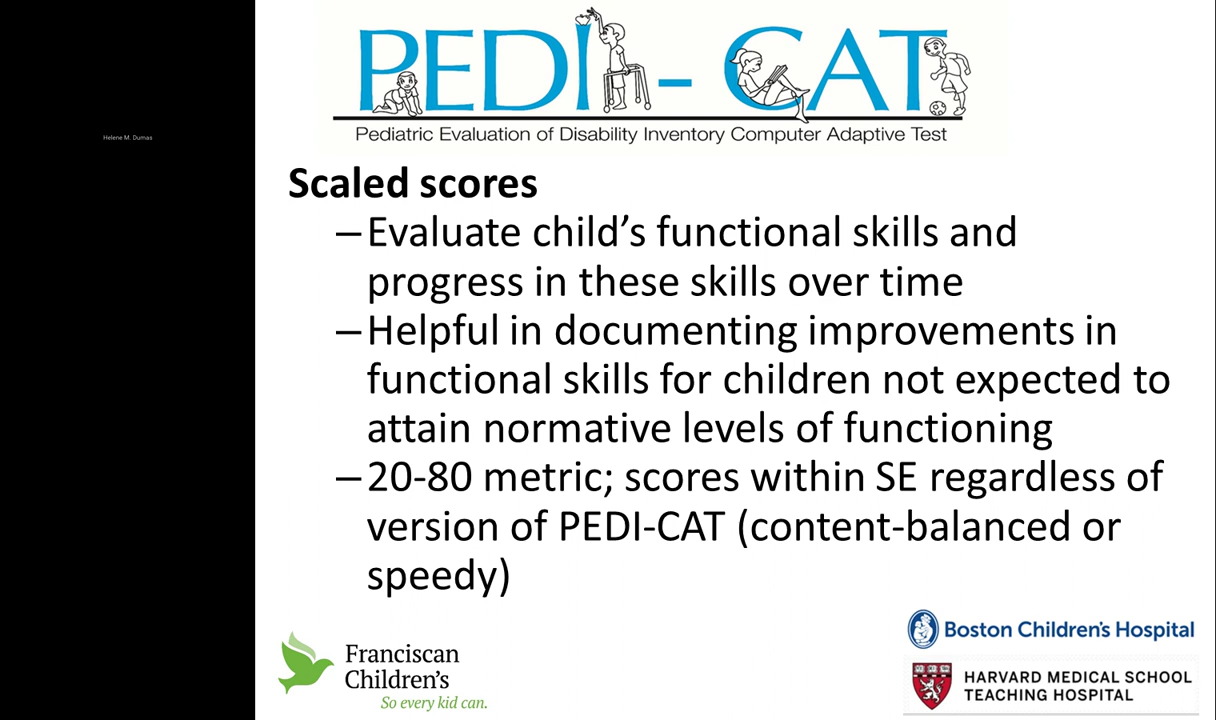 Helene M. Dumas
PEDI-CAT
Pediatric Evaluation of Disability Inventory Computer Adaptive Test
Scaled scores
–Evaluate child’s functional skills and
progress in these skills over time
–Helpful in documenting improvements in
functional skills for children not expected to
attain normative levels of functioning
–20-80 metric; scores within SE regardless of
version of PEDI-CAT (content-balanced or
speedy)
Franciscan
Children’s
So every kid can.
Boston Children’s Hospital
HARVARD MEDICAL SCHOOL
TEACHING HOSPITAL